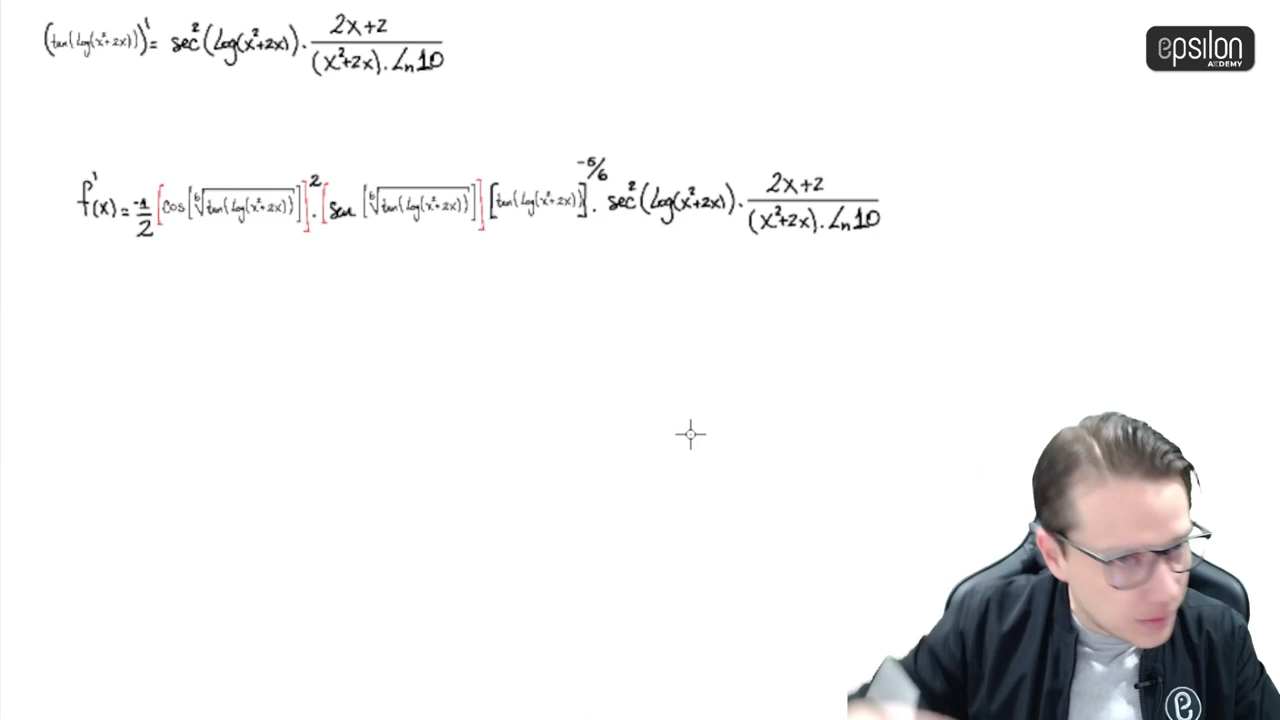 (tan(Log(x²+2x)))' = sec²(Log(x²+2x)) · (2x+2)/((x²+2x) · Ln10)
epsilon
AXDEMY
f'(x) = -1/2 [cos[⁶√(tan(Log(x²+2x)))]]² · [sen [⁶√(tan(Log(x²+2x)))]] [tan(Log(x²+2x))]^(-5/6) · sec²(Log(x²+2x)) · (2x+2)/((x²+2x) · Ln10)